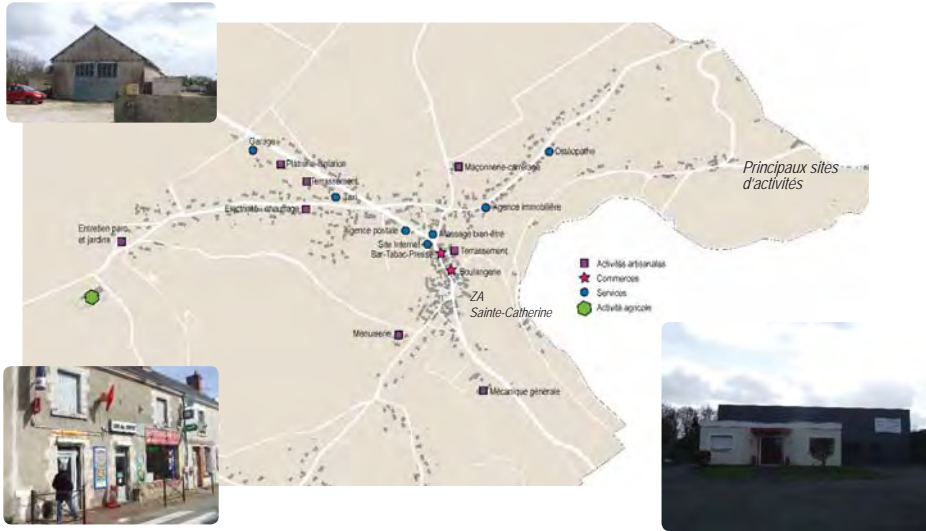 Garage
Plâtrerie-isolation
Maçonnerie-carrelage
Ostéopathe
Principaux sites
d'activités
Terrassement
Taxi
Electricité - chauffage
Agence immobilière
Entretien parc
et jardins
Agence postale
Massage bien-être
Site Internet
Bar-Tabac-Presse
Terrassement
Boulangerie
Activités artisanales
Commerces
Services
Activité agricole
ZA
Sainte-Catherine
Menuiserie
Mécanique générale